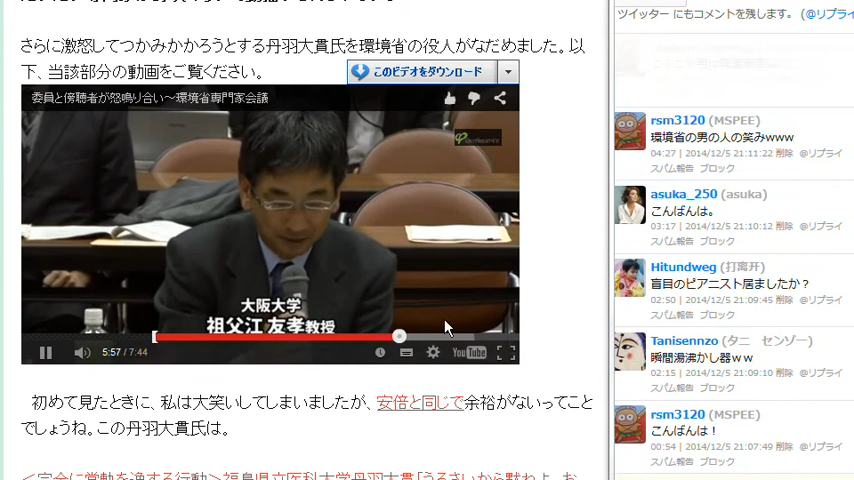 ツイッター にもコメントを残します。 (@リプライ
さらに激怒してつかみかかろうとする丹羽大貫氏を環境省の役人がなだめました。以
下、当該部分の動画をご覧ください。
このビデオをダウンロード
委員と傍聴者が怒鳴り合い～環境省専門家会議
大阪大学
祖父江 友孝教授
5:57 / 7:44
YouTube
初めて見たときに、私は大笑いしてしまいましたが、安倍と同じで余裕がないってこと
でしょうね。この丹羽大貫氏は。
rsm3120 (MSPEE)
環境省の男の人の笑みwww
04:27 | 2014/12/5 21:11:22 削除 @リプライ
スパム報告 ブロック
asuka_250 (asuka)
こんばんは。
03:17 | 2014/12/5 21:10:12 削除 @リプライ
スパム報告 ブロック
Hitundweg (打离开)
盲目のピアニスト居ましたか？
02:50 | 2014/12/5 21:09:45 削除 @リプライ
スパム報告 ブロック
Tanisennzo (タニ センゾー)
瞬間湯沸かし器ｗｗ
02:15 | 2014/12/5 21:09:10 削除 @リプライ
スパム報告 ブロック
rsm3120 (MSPEE)
こんばんは！
00:54 | 2014/12/5 21:07:49 削除 @リプライ
スパム報告 ブロック